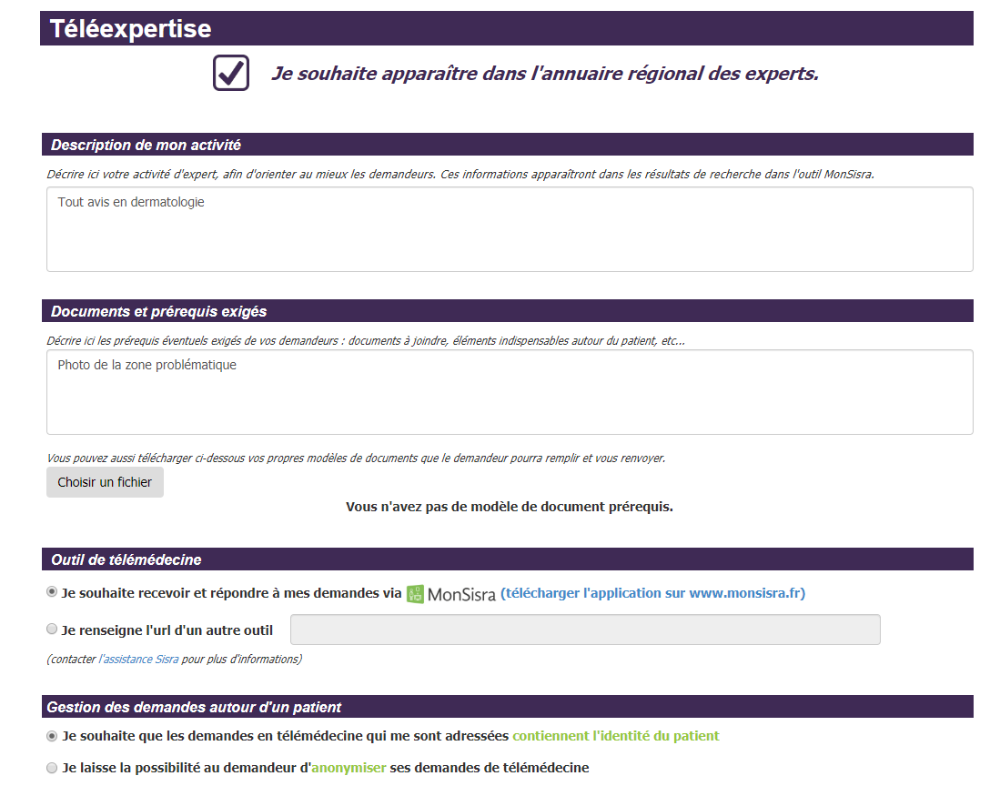 Téléexpertise
Je souhaite apparaître dans l'annuaire régional des experts.
Description de mon activité
Décrire ici votre activité d'expert, afin d'orienter au mieux les demandeurs. Ces informations apparaîtront dans les résultats de recherche dans l'outil MonSisra.
Tout avis en dermatologie
Documents et prérequis exigés
Décrire ici les prérequis éventuels exigés de vos demandeurs : documents à joindre, éléments indispensables autour du patient, etc...
Photo de la zone problématique
Vous pouvez aussi télécharger ci-dessous vos propres modèles de documents que le demandeur pourra remplir et vous renvoyer.
Choisir un fichier
Vous n'avez pas de modèle de document prérequis.
Outil de télémédecine
Je souhaite recevoir et répondre à mes demandes via MonSisra (télécharger l'application sur www.monsisra.fr)
Je renseigne l'url d'un autre outil
(contacter l'assistance Sisra pour plus d'informations)
Gestion des demandes autour d'un patient
Je souhaite que les demandes en télémédecine qui me sont adressées contiennent l'identité du patient
Je laisse la possibilité au demandeur d'anonymiser ses demandes de télémédecine